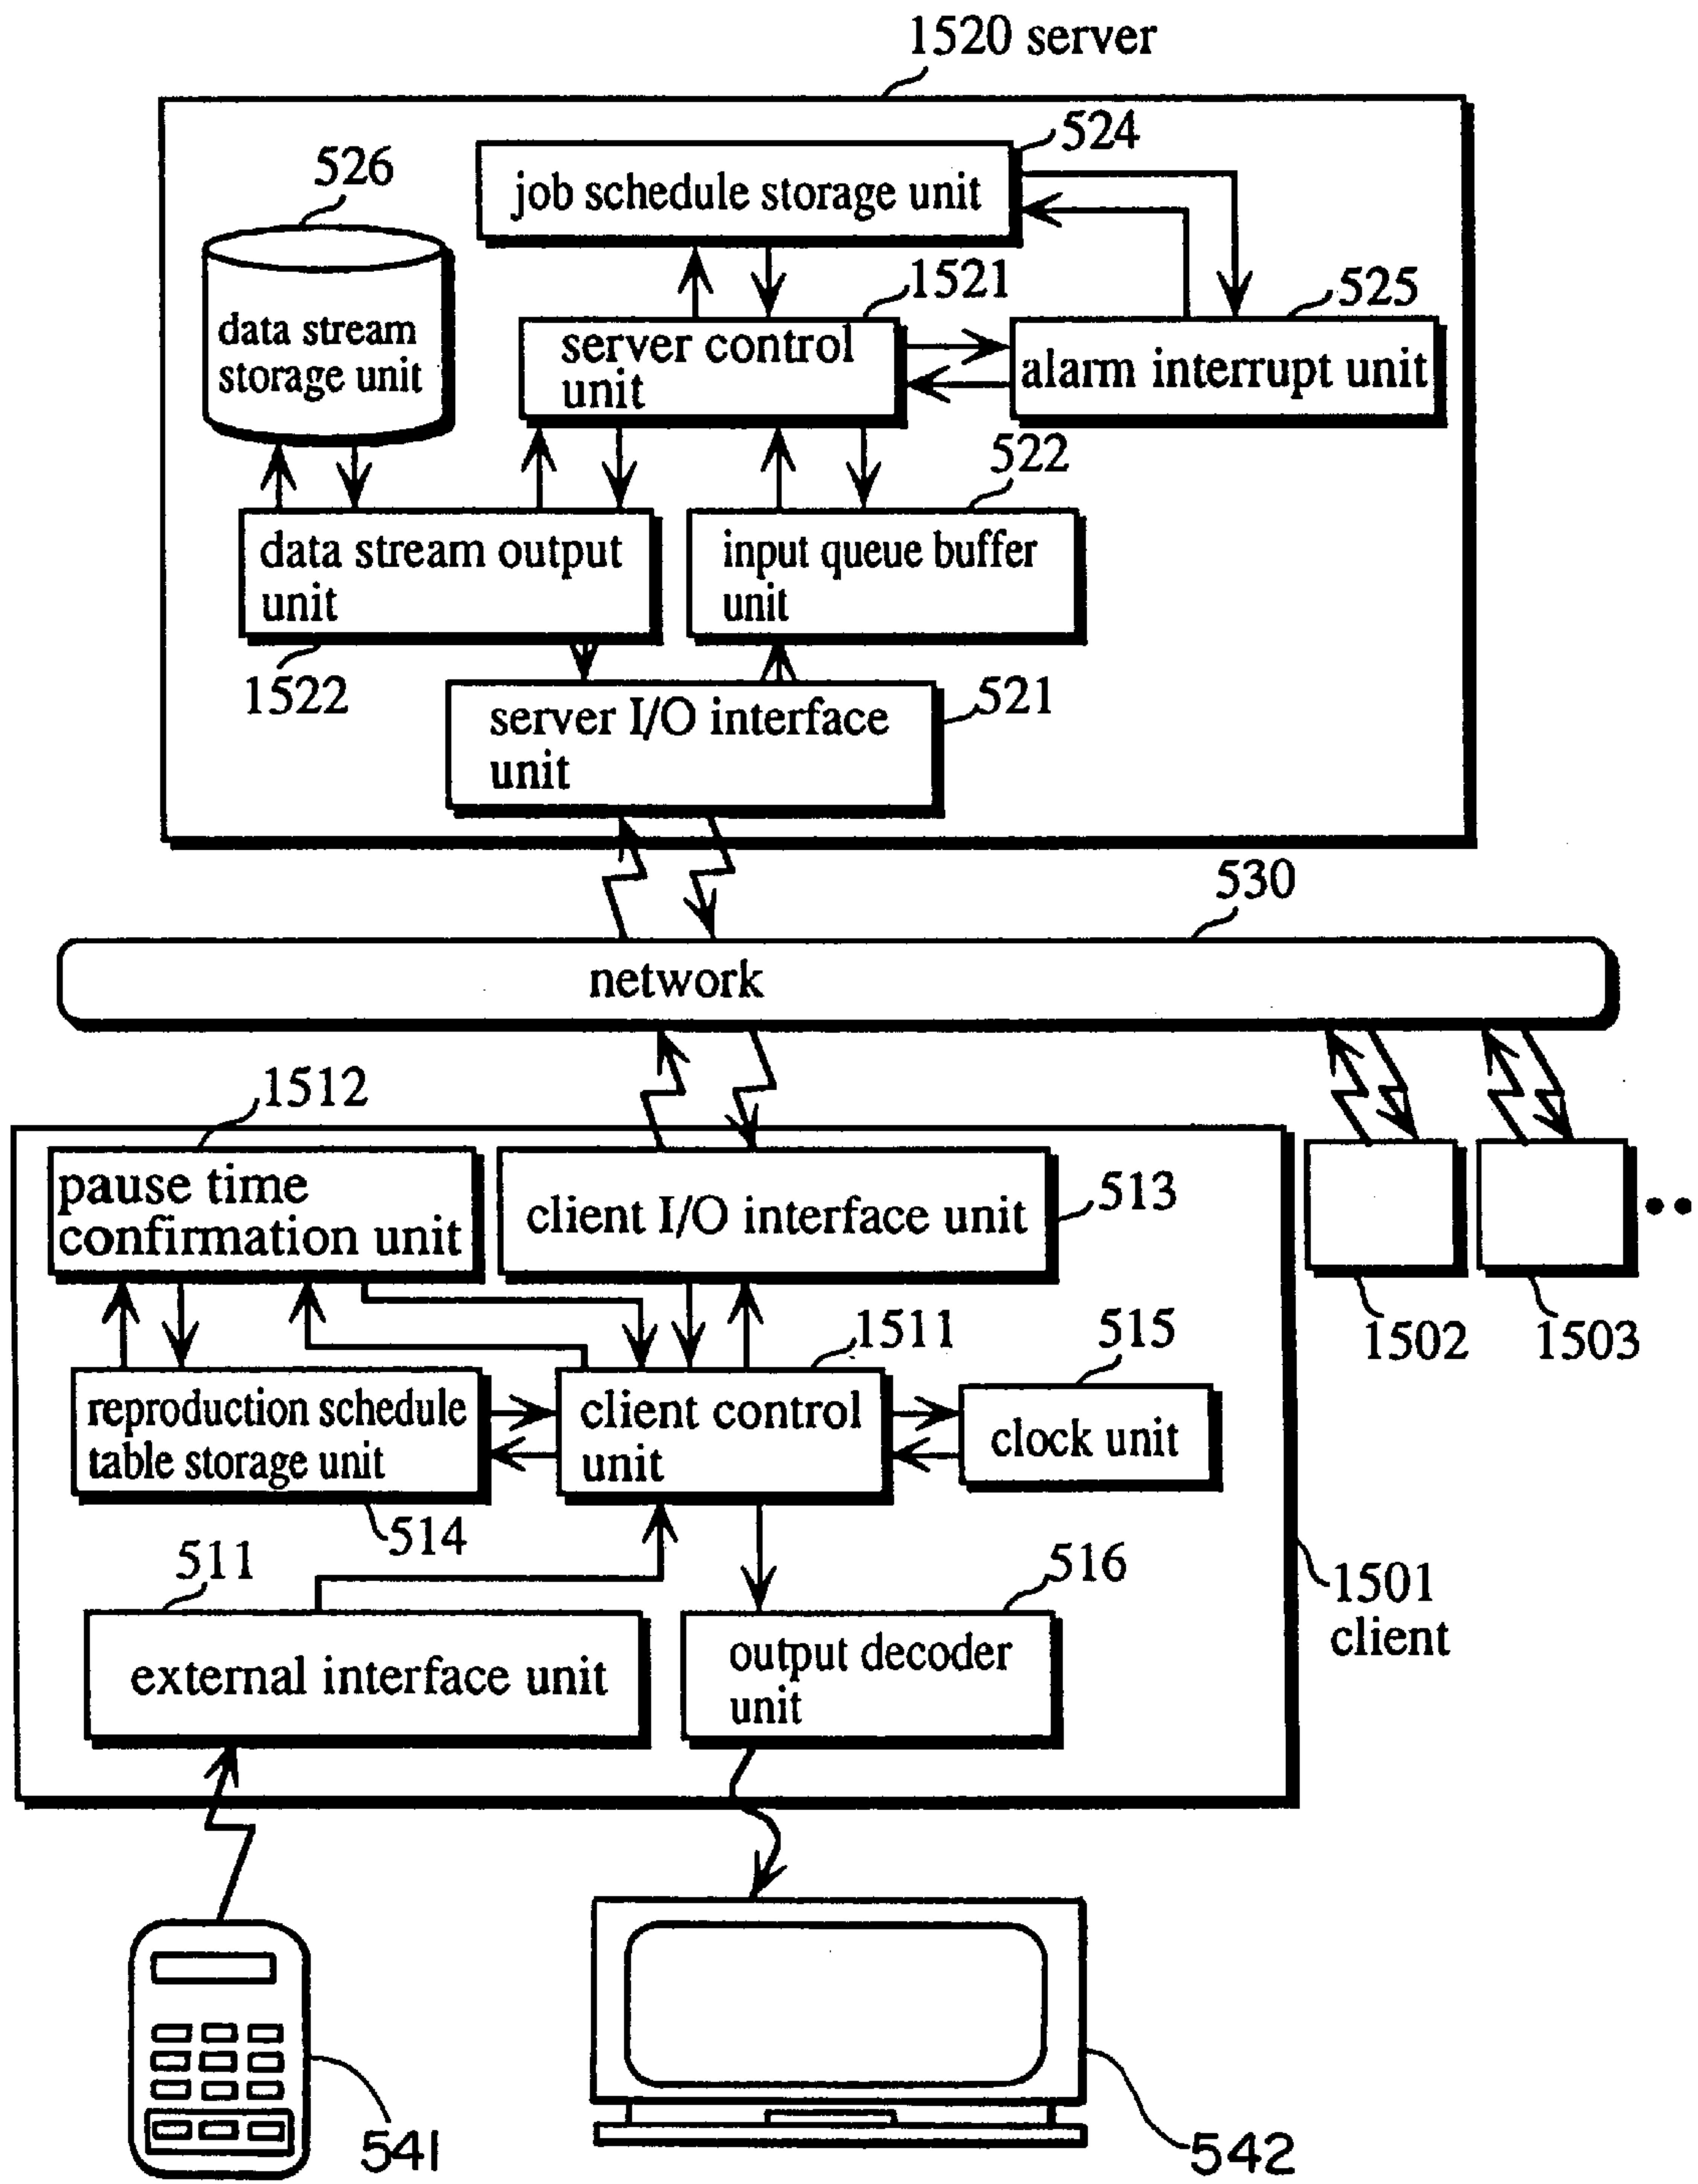 1520 server
524
job schedule storage unit
526
data stream
storage unit
1521
server control
unit
525
alarm interrupt unit
522
data stream output
unit
input queue buffer
unit
1522
server I/O interface
unit
521
530
network
1512
pause time
confirmation unit
client I/O interface unit
513
1502
1503
1511
515
reproduction schedule
table storage unit
client control
unit
clock unit
514
511
516
external interface unit
output decoder
unit
1501
client
541
542